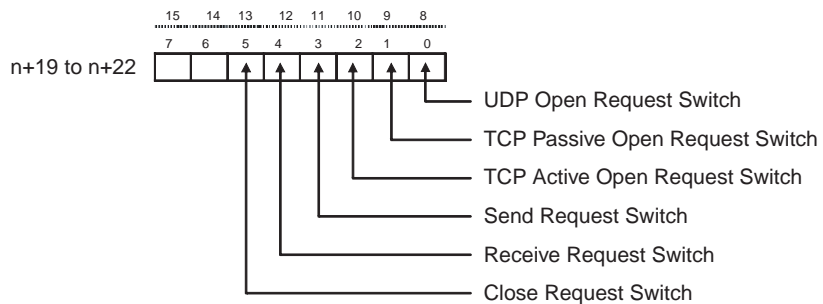 15 14 13 12 11 10 9 8
7 6 5 4 3 2 1 0
n+19 to n+22
UDP Open Request Switch
TCP Passive Open Request Switch
TCP Active Open Request Switch
Send Request Switch
Receive Request Switch
Close Request Switch